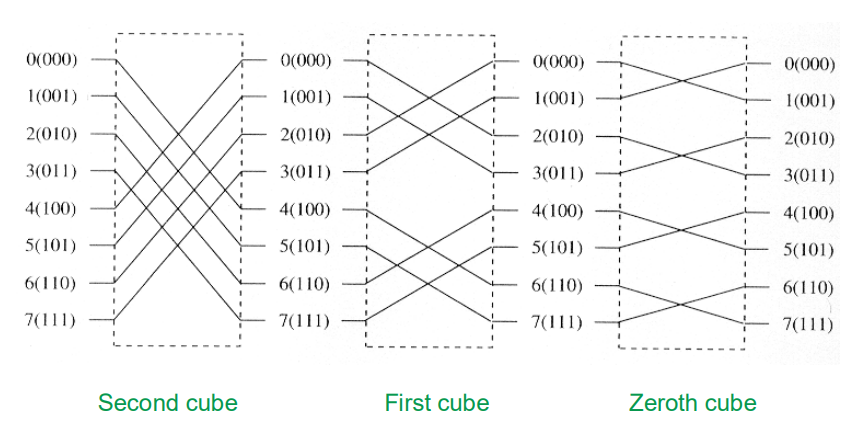 0(000) 0(000) 0(000) 0(000)
1(001) 1(001) 1(001) 1(001)
2(010) 2(010) 2(010) 2(010)
3(011) 3(011) 3(011) 3(011)
4(100) 4(100) 4(100) 4(100)
5(101) 5(101) 5(101) 5(101)
6(110) 6(110) 6(110) 6(110)
7(111) 7(111) 7(111) 7(111)
Second cube First cube Zeroth cube